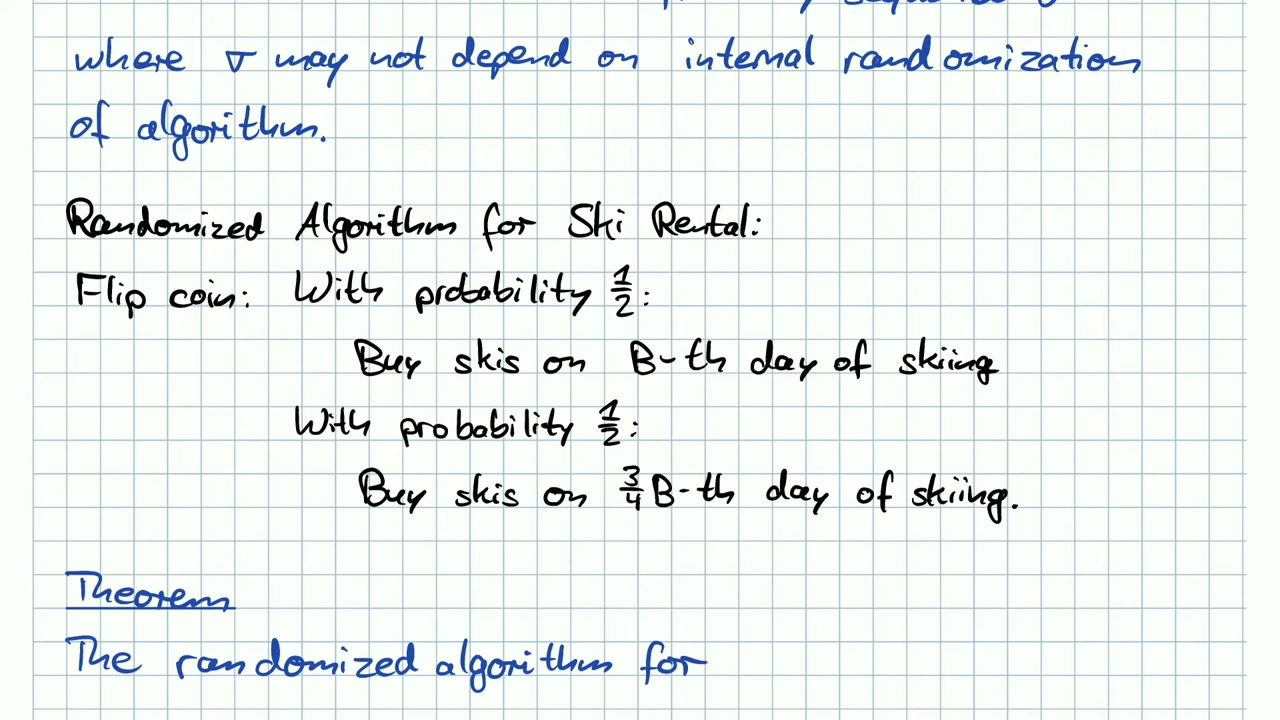 where σ may not depend on internal randomization
of algorithm.
Randomized Algorithm for Ski Rental:
Flip coin: With probability 1/2:
Buy skis on B-th day of skiing
With probability 1/2:
Buy skis on 3/4 B-th day of skiing.
Theorem
The randomized algorithm for